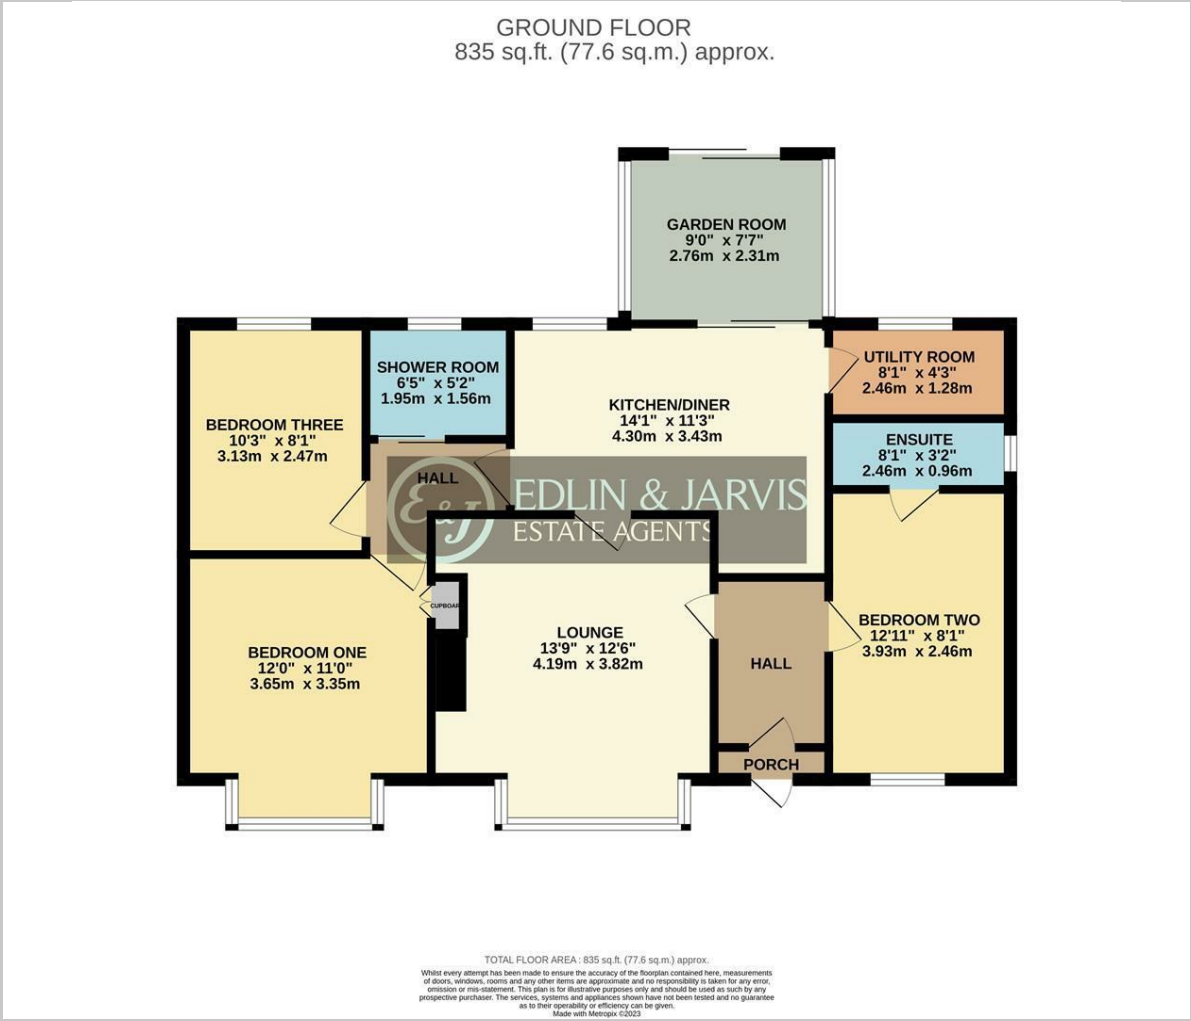 GROUND FLOOR
835 sq.ft. (77.6 sq.m.) approx.
GARDEN ROOM
9'0" x 7'7"
2.76m x 2.31m
SHOWER ROOM
6'5" x 5'2"
1.95m x 1.56m
UTILITY ROOM
8'1" x 4'3"
2.46m x 1.28m
KITCHEN/DINER
14'1" x 11'3"
4.30m x 3.43m
BEDROOM THREE
10'3" x 8'1"
3.13m x 2.47m
ENSUITE
8'1" x 3'2"
2.46m x 0.96m
HALL
E&J
EDLIN & JARVIS
ESTATE AGENTS
CUPBOAR
LOUNGE
13'9" x 12'6"
4.19m x 3.82m
BEDROOM TWO
12'11" x 8'1"
3.93m x 2.46m
BEDROOM ONE
12'0" x 11'0"
3.65m x 3.35m
HALL
PORCH
TOTAL FLOOR AREA : 835 sq.ft. (77.6 sq.m.) approx.
Whilst every attempt has been made to ensure the accuracy of the floorplan contained here, measurements
of doors, windows, rooms and any other items are approximate and no responsibility is taken for any error,
omission or mis-statement. This plan is for illustrative purposes only and should be used as such by any
prospective purchaser. The services, systems and appliances shown have not been tested and no guarantee
as to their operability or efficiency can be given.
Made with Metropix ©2023